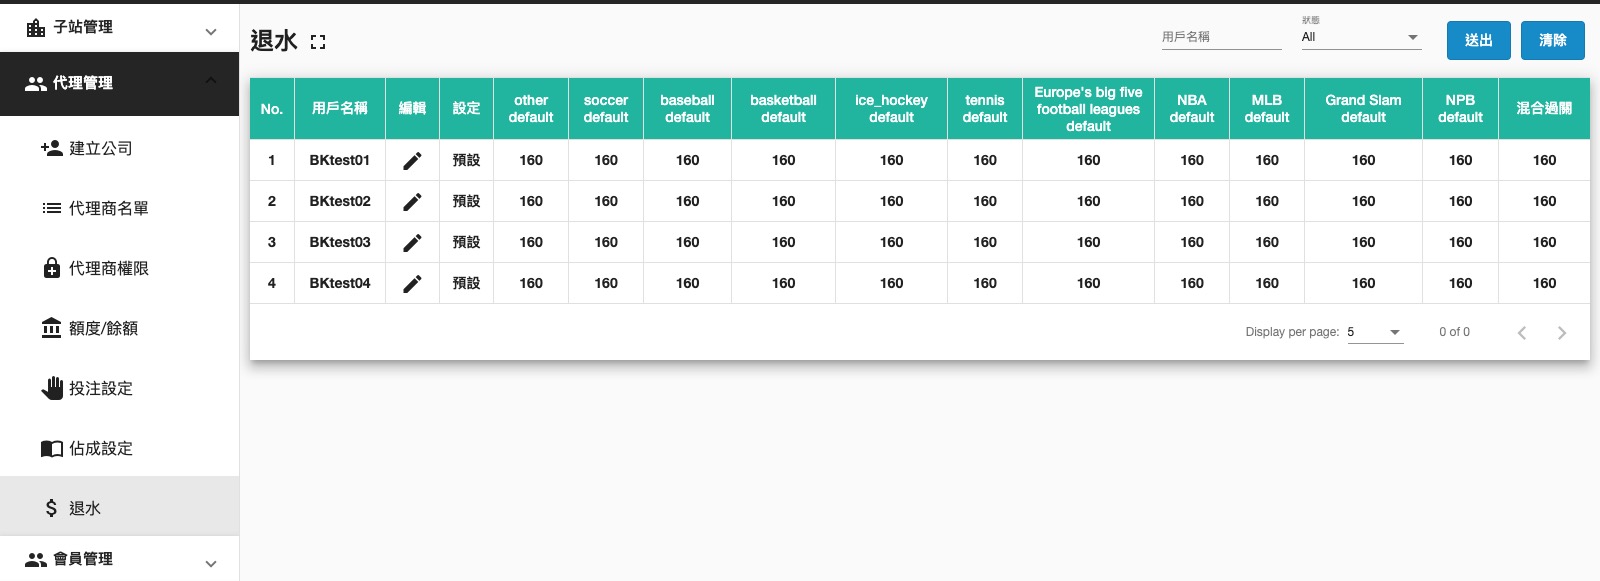 子站管理
代理管理
建立公司
代理商名單
代理商權限
額度/餘額
投注設定
佔成設定
退水
會員管理
退水
用戶名稱
狀態
All
送出
清除
No. 用戶名稱 編輯 設定 other default soccer default baseball default basketball default ice_hockey default tennis default Europe's big five football leagues default NBA default MLB default Grand Slam default NPB default 混合過關
1 BKtest01 預設 160 160 160 160 160 160 160 160 160 160 160 160
2 BKtest02 預設 160 160 160 160 160 160 160 160 160 160 160 160
3 BKtest03 預設 160 160 160 160 160 160 160 160 160 160 160 160
4 BKtest04 預設 160 160 160 160 160 160 160 160 160 160 160 160
Display per page: 5 0 of 0